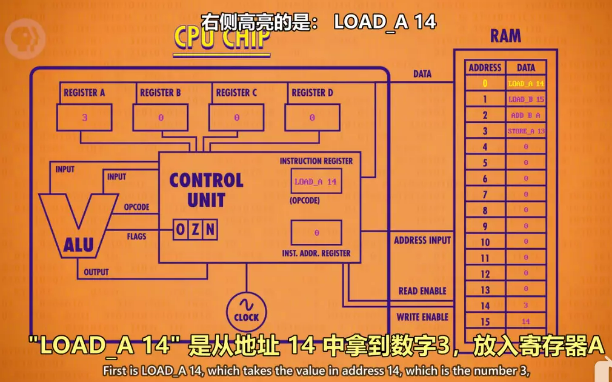 右侧高亮的是： LOAD_A 14
PBS
CPU CHIP
RAM
DATA
ADDRESS DATA
0 LOAD_A 14
1 LOAD_B 15
2 ADD B A
3 STORE_A 13
4 0
5 0
6 0
7 0
8 0
9 0
10 0
11 0
12 0
13 0
14 3
15 14
REGISTER A
3
REGISTER B
0
REGISTER C
0
REGISTER D
0
INPUT
INPUT
OPCODE
FLAGS
ALU
OUTPUT
CONTROL
UNIT
O Z N
INSTRUCTION REGISTER
LOAD_A 14
(OPCODE)
0
INST. ADDR. REGISTER
CLOCK
ADDRESS INPUT
READ ENABLE
WRITE ENABLE
"LOAD_A 14" 是从地址 14 中拿到数字3，放入寄存器A
First is LOAD_A 14, which takes the value in address 14, which is the number 3,